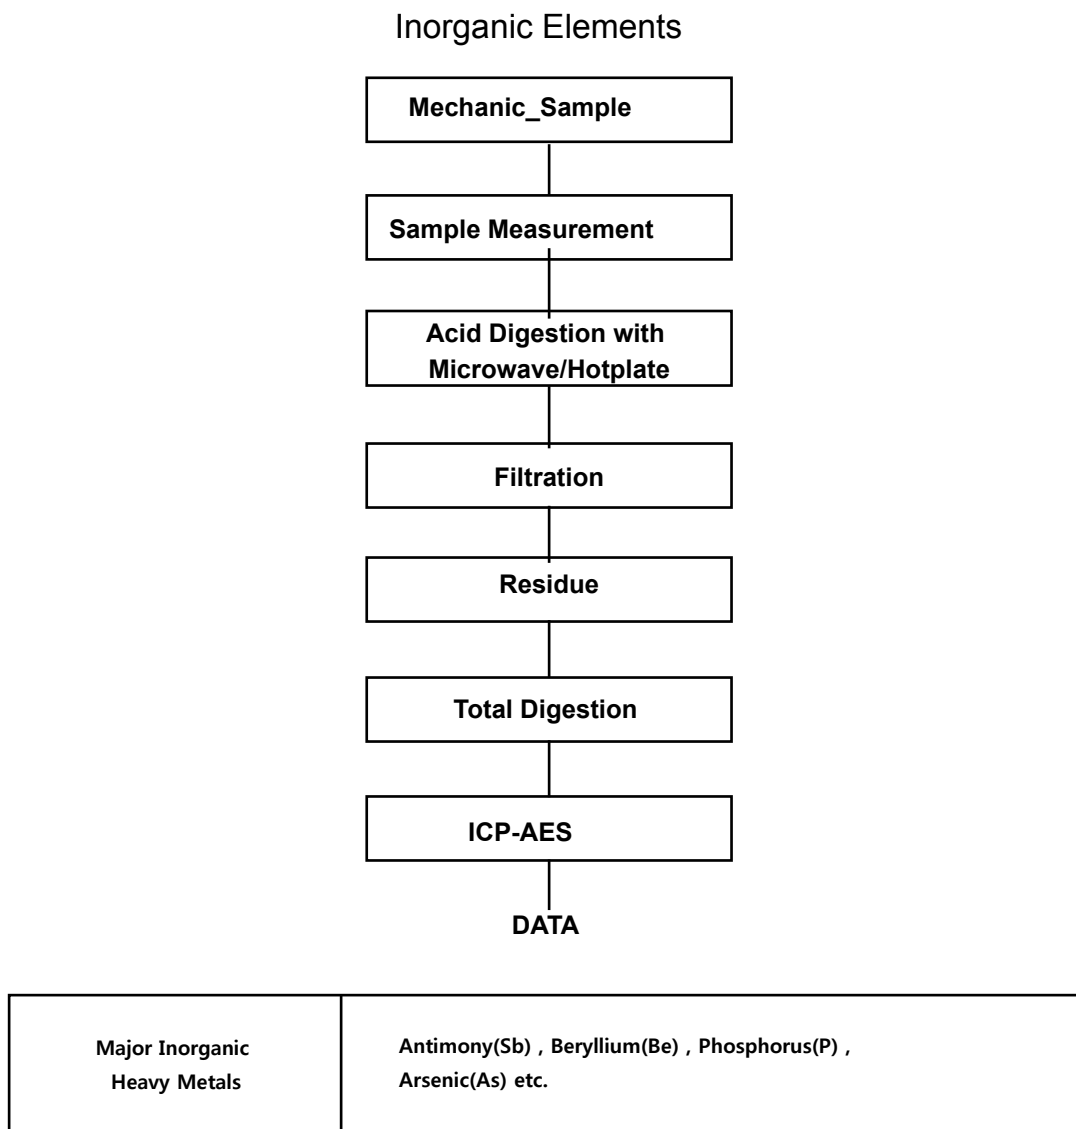 Inorganic Elements
Mechanic_Sample
Sample Measurement
Acid Digestion with
Microwave/Hotplate
Filtration
Residue
Total Digestion
ICP-AES
DATA
Major Inorganic
Heavy Metals
Antimony(Sb) , Beryllium(Be) , Phosphorus(P) ,
Arsenic(As) etc.